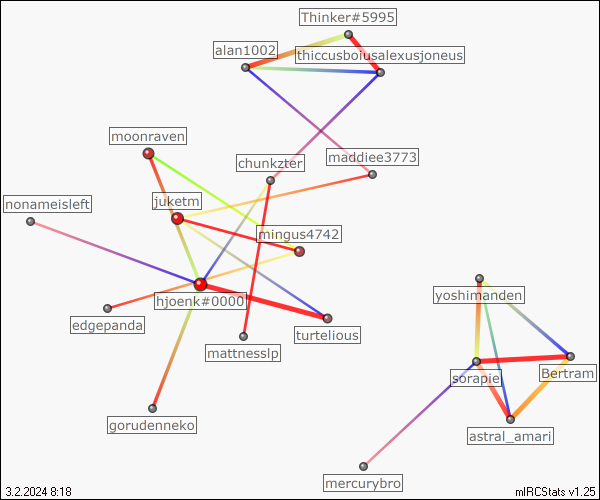 Thinker#5995
alan1002
thiccusboiusalexusjoneus
moonraven
chunkzter
maddiee3773
nonameisleft
juketm
mingus4742
yoshimanden
hjoenk#0000
edgepanda
turtelious
mattnesslp
sorapie
Bertram
gorudenneko
astral_amari
mercurybro
3.2.2024 8:18
mIRCStats v1.25